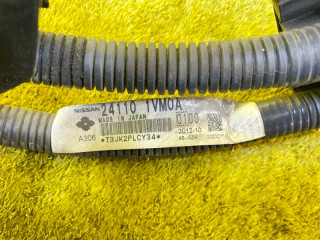 NISSAN 24110 1VM0A
MADE IN JAPAN 0100
A306 2012-10
*T3JK2PLCY34*